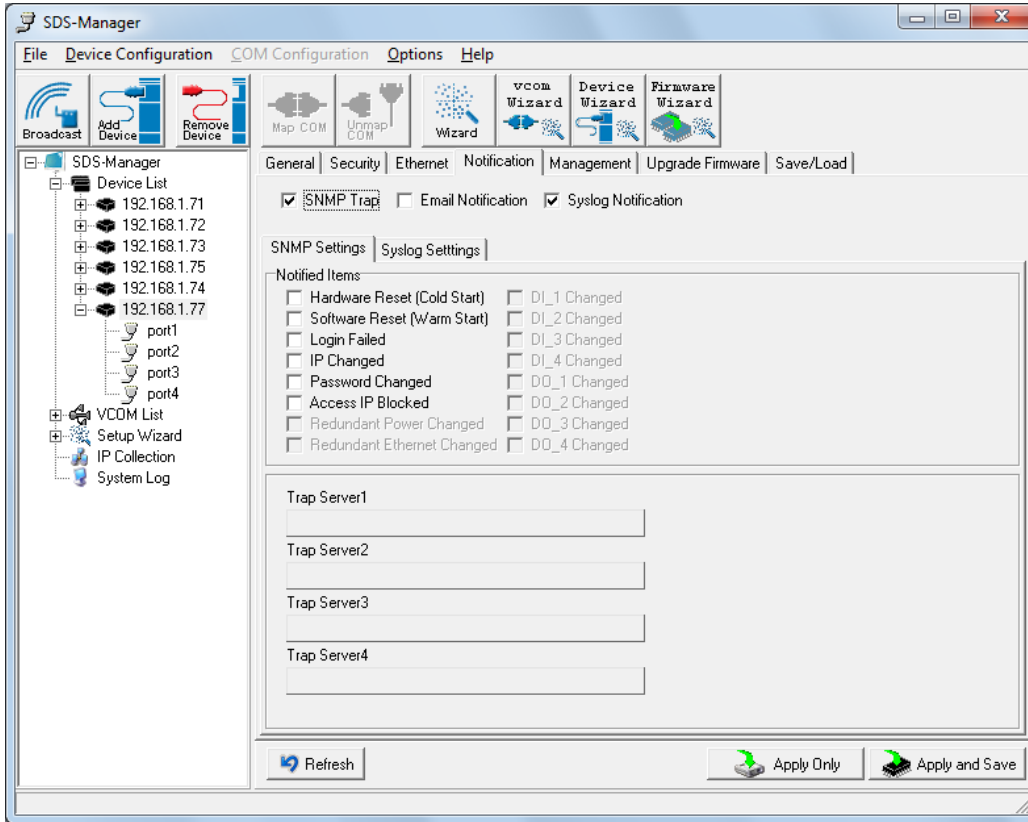 SDS-Manager
File Device Configuration COM Configuration Options Help
Broadcast
Add Device
Remove Device
Map COM
Unmap COM
Wizard
vcom Wizard
Device Wizard
Firmware Wizard
SDS-Manager
Device List
192.168.1.71
192.168.1.72
192.168.1.73
192.168.1.75
192.168.1.74
192.168.1.77
port1
port2
port3
port4
VCOM List
Setup Wizard
IP Collection
System Log
General Security Ethernet Notification Management Upgrade Firmware Save/Load
SNMP Trap Email Notification Syslog Notification
SNMP Settings Syslog Setttings
Notified Items
Hardware Reset (Cold Start) DI_1 Changed
Software Reset (Warm Start) DI_2 Changed
Login Failed DI_3 Changed
IP Changed DI_4 Changed
Password Changed DO_1 Changed
Access IP Blocked DO_2 Changed
Redundant Power Changed DO_3 Changed
Redundant Ethernet Changed DO_4 Changed
Trap Server1
Trap Server2
Trap Server3
Trap Server4
Refresh Apply Only Apply and Save